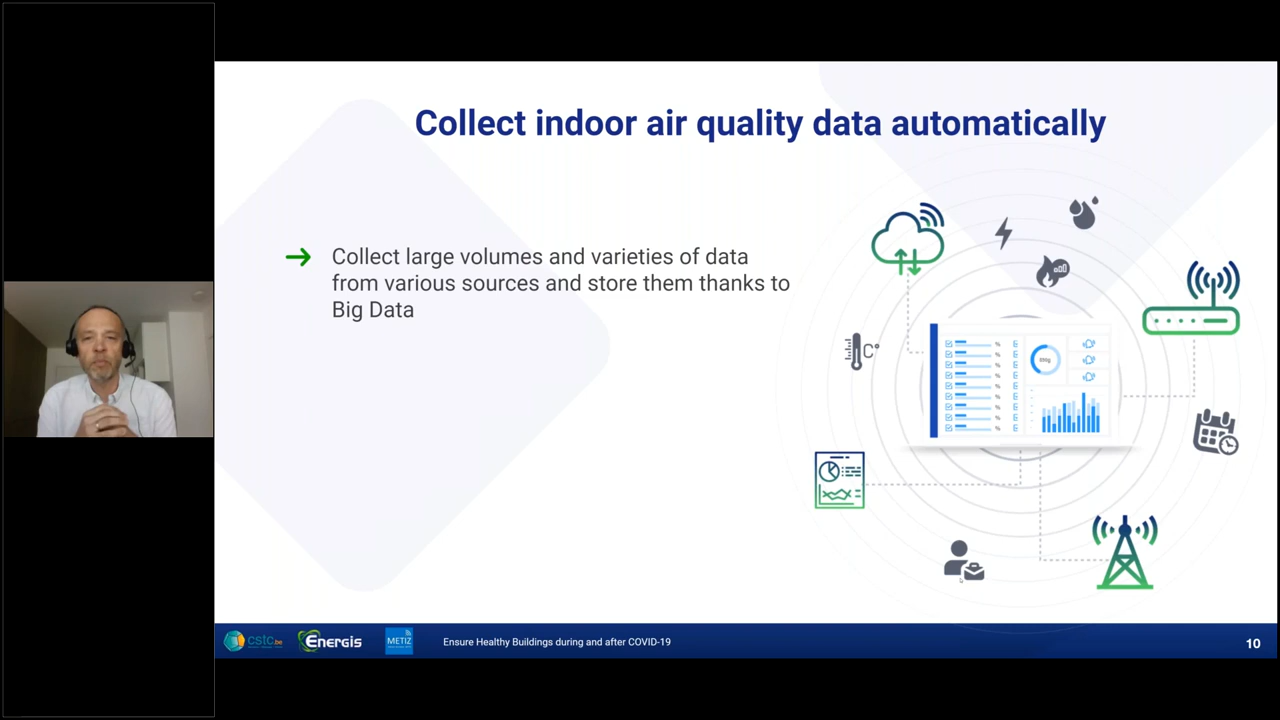 Collect indoor air quality data automatically
Collect large volumes and varieties of data
from various sources and store them thanks to
Big Data
C°
cstc.be
Energis
METIZ
Ensure Healthy Buildings during and after COVID-19
10